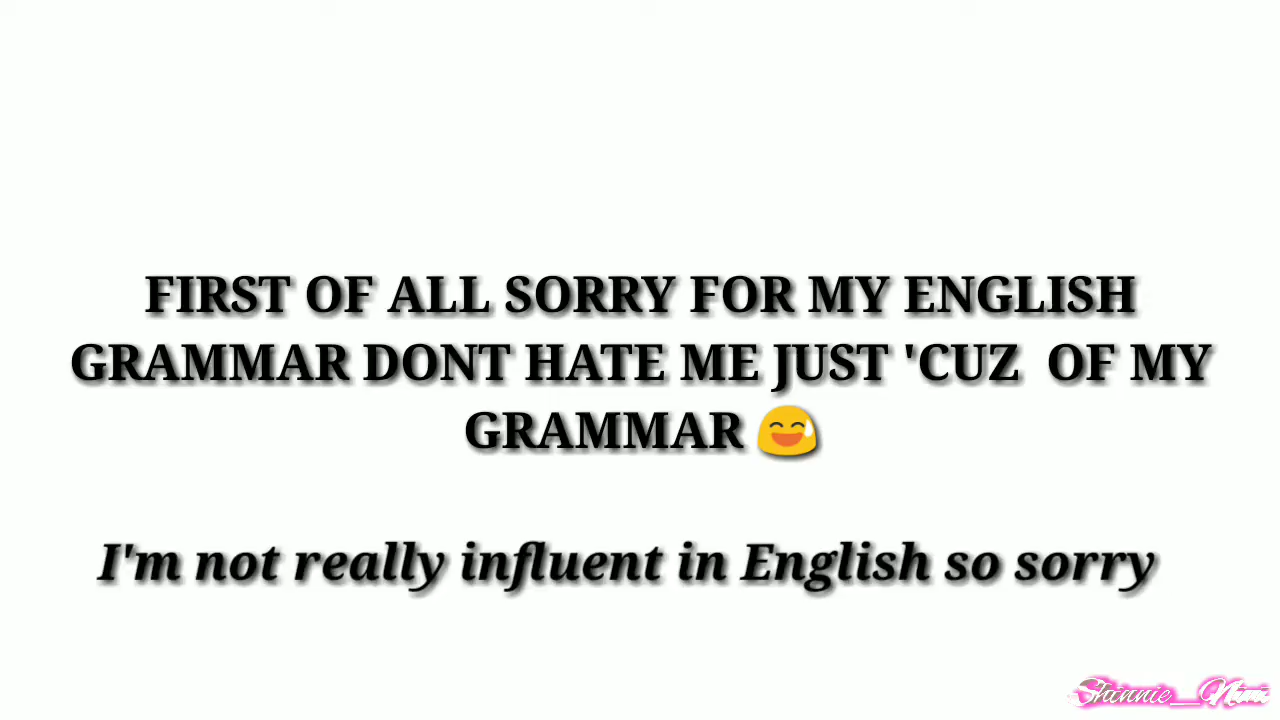 FIRST OF ALL SORRY FOR MY ENGLISH
GRAMMAR DONT HATE ME JUST 'CUZ  OF MY
GRAMMAR 😅
I'm not really influent in English so sorry